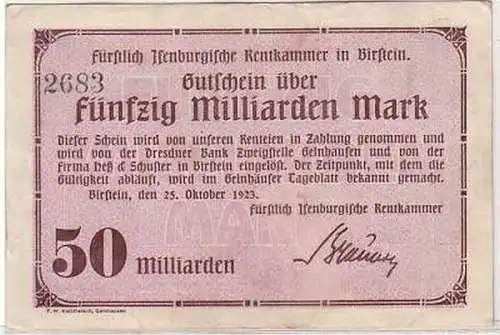 Fürstlich Isenburgische Rentkammer in Birstein.
2683
Gutschein über
Fünfzig Milliarden Mark
Dieser Schein wird von unseren Renteien in Zahlung genommen und
wird von der Dresdner Bank Zweigstelle Gelnhausen und von der
Firma Heß & Schuster in Birstein eingelöst. Der Zeitpunkt, mit dem die
Gültigkeit abläuft, wird im Gelnhäuser Tageblatt bekannt gemacht.
Birstein, den 25. Oktober 1923.
Fürstlich Isenburgische Rentkammer
50 Milliarden
Gelnhausen